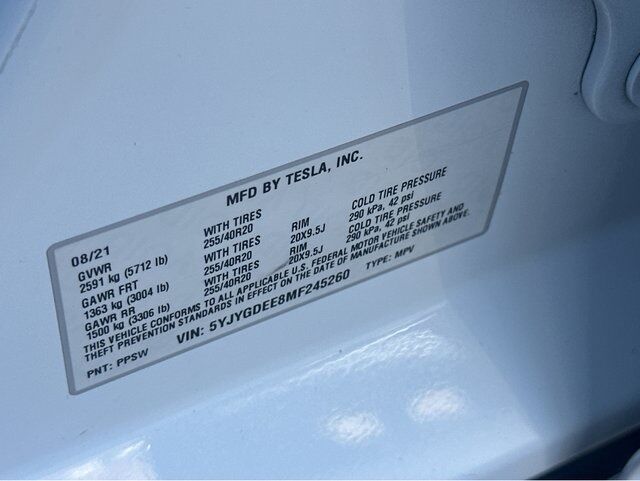 MFD BY TESLA, INC.
08/21
GVWR WITH TIRES RIM COLD TIRE PRESSURE
2591 kg (5712 lb) 255/40R20 20X9.5J 290 kPa, 42 psi
GAWR FRT WITH TIRES RIM COLD TIRE PRESSURE
1363 kg (3004 lb) 255/40R20 20X9.5J 290 kPa, 42 psi
GAWR RR WITH TIRES
1500 kg (3306 lb) 255/40R20
THIS VEHICLE CONFORMS TO ALL APPLICABLE U.S. FEDERAL MOTOR VEHICLE SAFETY AND
THEFT PREVENTION STANDARDS IN EFFECT ON THE DATE OF MANUFACTURE SHOWN ABOVE.
PNT: PPSW VIN: 5YJYGDEE8MF245260 TYPE: MPV